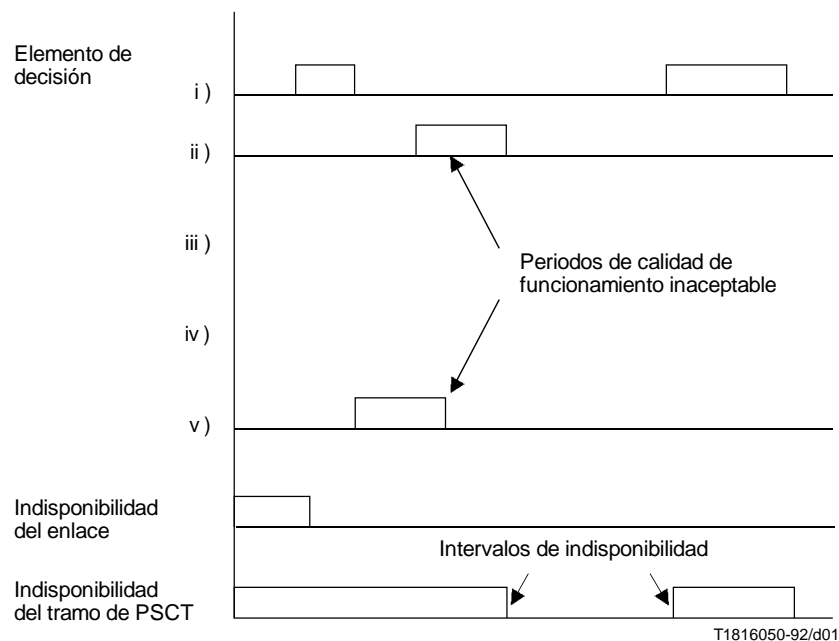 Elemento de
decisión
i )
ii )
iii )
Periodos de calidad de
funcionamiento inaceptable
iv )
v )
Indisponibilidad
del enlace
Intervalos de indisponibilidad
Indisponibilidad
del tramo de PSCT
T1816050-92/d01